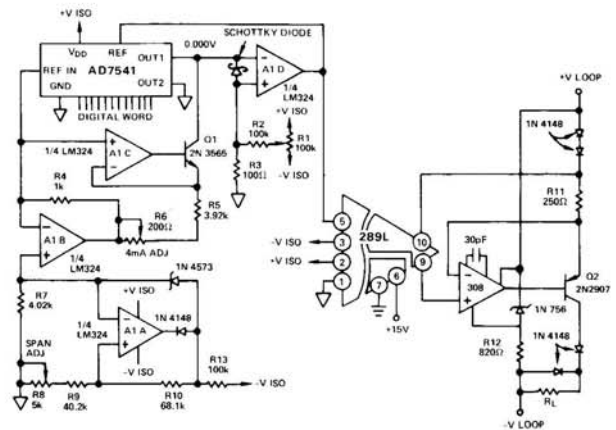 +V ISO
SCHOTTKY DIODE
+V LOOP
VDD
REF
OUT1
0.000V
REF IN
AD7541
OUT2
GND
DIGITAL WORD
A1 D
1/4
LM324
+V ISO
R2
100k
R1
100k
R3
100Ω
-V ISO
1N 4148
1/4 LM324
A1 C
Q1
2N 3565
R4
1k
R5
3.92k
R6
200Ω
4mA ADJ
A1 B
1/4
LM324
R11
250Ω
5
10
289L
-V ISO
3
9
+V ISO
2
6
1
7
+15V
30pF
308
Q2
2N2907
1N 4573
R7
4.02k
+V ISO
1/4
LM324
A1 A
1N 4148
-V ISO
1N 756
1N 4148
R12
820Ω
SPAN
ADJ
R13
100k
-V ISO
R8
5k
R9
40.2k
R10
68.1k
RL
-V LOOP